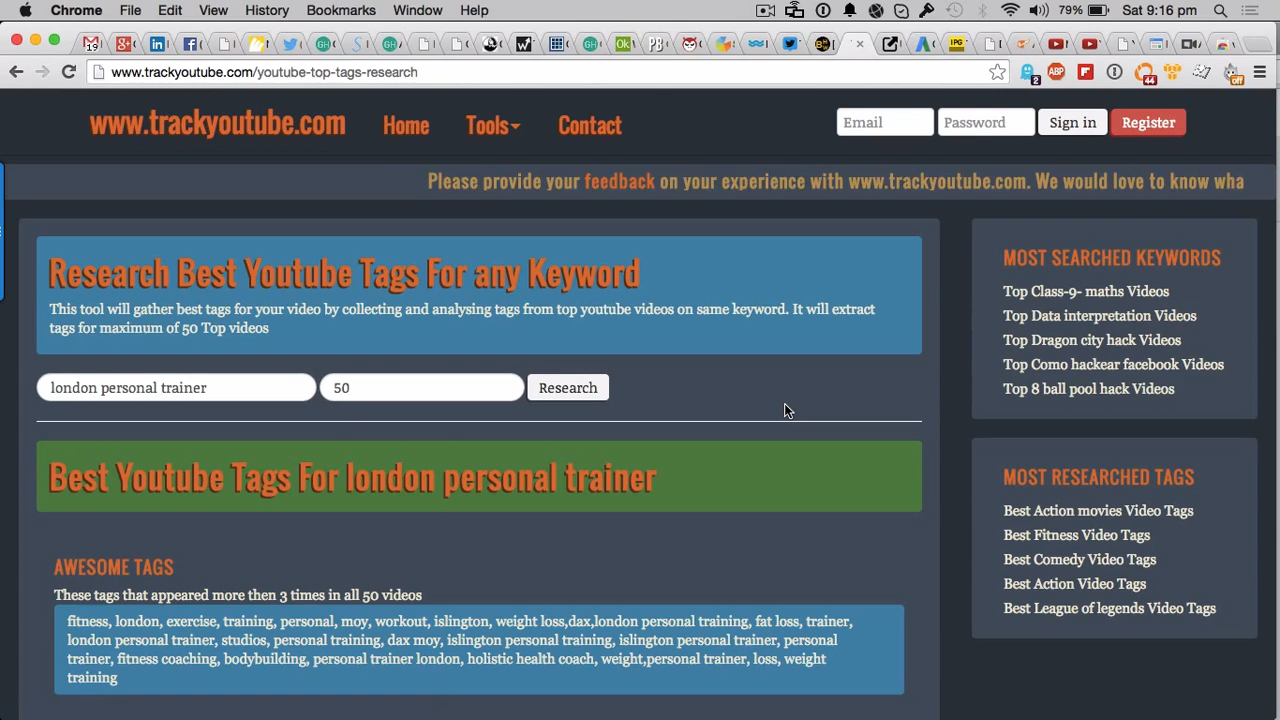 Chrome File Edit View History Bookmarks Window Help 79% Sat 9:16 pm
www.trackyoutube.com/youtube-top-tags-research
www.trackyoutube.com Home Tools Contact Email Password Sign in Register
Please provide your feedback on your experience with www.trackyoutube.com. We would love to know wha
Research Best Youtube Tags For any Keyword
This tool will gather best tags for your video by collecting and analysing tags from top youtube videos on same keyword. It will extract
tags for maximum of 50 Top videos
london personal trainer 50 Research
Best Youtube Tags For london personal trainer
AWESOME TAGS
These tags that appeared more then 3 times in all 50 videos
fitness, london, exercise, training, personal, moy, workout, islington, weight loss,dax,london personal training, fat loss, trainer,
london personal trainer, studios, personal training, dax moy, islington personal training, islington personal trainer, personal
trainer, fitness coaching, bodybuilding, personal trainer london, holistic health coach, weight,personal trainer, loss, weight
training
MOST SEARCHED KEYWORDS
Top Class-9- maths Videos
Top Data interpretation Videos
Top Dragon city hack Videos
Top Como hackear facebook Videos
Top 8 ball pool hack Videos
MOST RESEARCHED TAGS
Best Action movies Video Tags
Best Fitness Video Tags
Best Comedy Video Tags
Best Action Video Tags
Best League of legends Video Tags